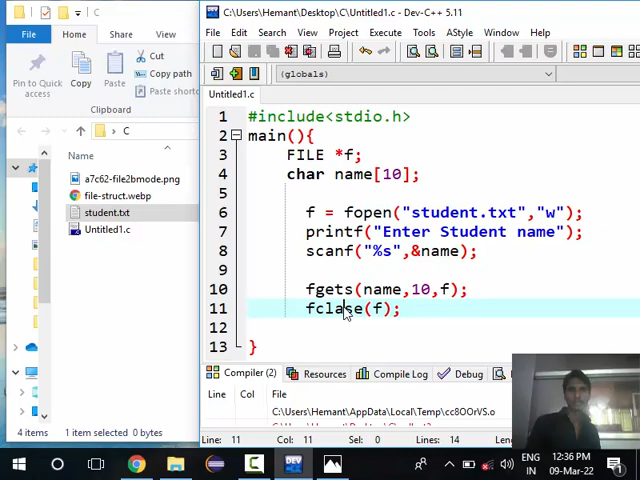 C
C:\Users\Hemant\Desktop\C\Untitled1.c - Dev-C++ 5.11
File Home Share View
File Edit Search View Project Execute Tools AStyle Window
Pin to Quick access
Copy
Cut
Copy path
Paste shortcut
Clipboard
(globals)
C
Name
a7c62-file2bmode.png
file-struct.webp
student.txt
Untitled1.c
4 items 1 item selected 0 bytes
Untitled1.c
1 #include<stdio.h>
2 main(){
3 FILE *f;
4 char name[10];
5
6 f = fopen("student.txt","w");
7 printf("Enter Student name");
8 scanf("%s",&name);
9
10 fgets(name,10,f);
11 fclase(f);
12
13 }
Compiler (2) Resources Compile Log Debug
Line Col File
C:\Users\Hemant\AppData\Local\Temp\cc8OOrVS.o
Line: 11 Col: 11 Sel: 0 Lines: 14
DEV
ENG
IN
12:36 PM
09-Mar-22